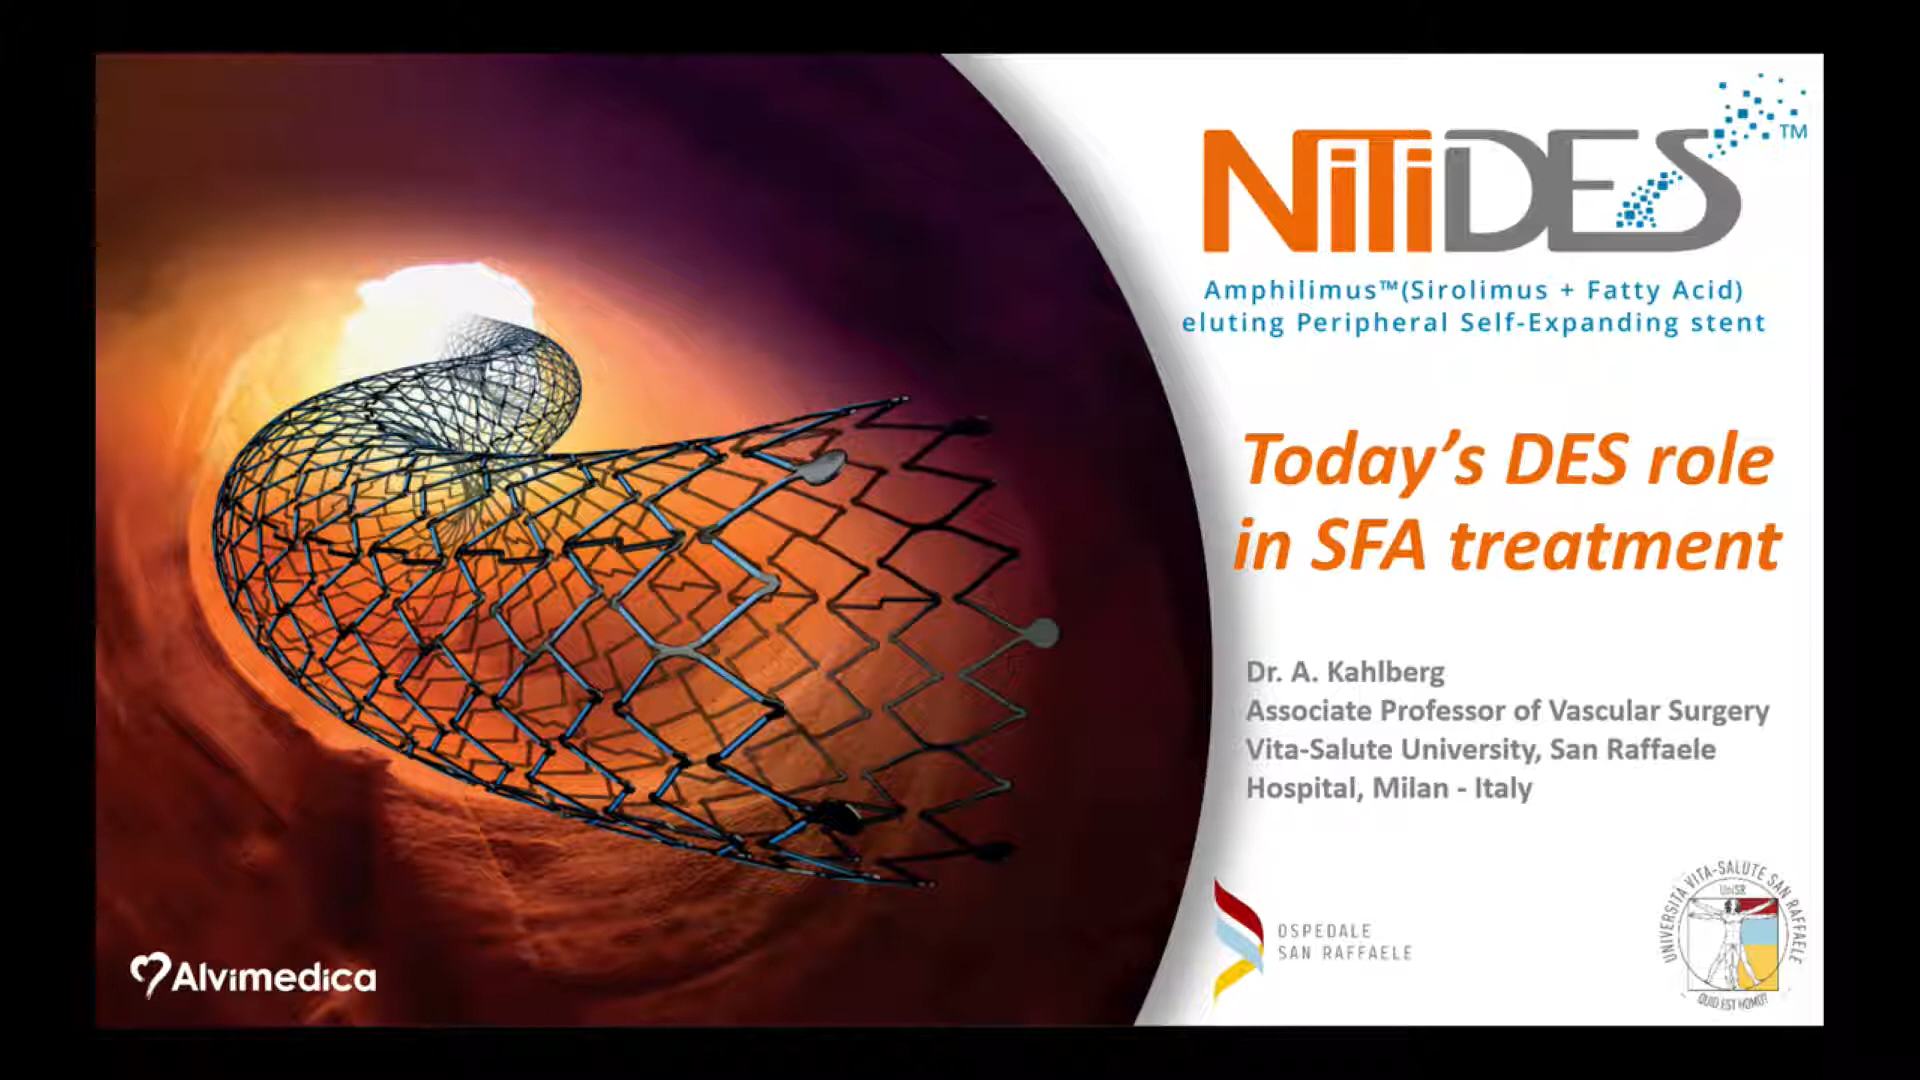 NiTiDES™
Amphilimus™(Sirolimus + Fatty Acid)
eluting Peripheral Self-Expanding stent
Today's DES role
in SFA treatment
Dr. A. Kahlberg
Associate Professor of Vascular Surgery
Vita-Salute University, San Raffaele
Hospital, Milan - Italy
Alvimedica
OSPEDALE
SAN RAFFAELE
UNIVERSITÀ VITA-SALUTE SAN RAFFAELE
UniSR
QUID EST HOMO?